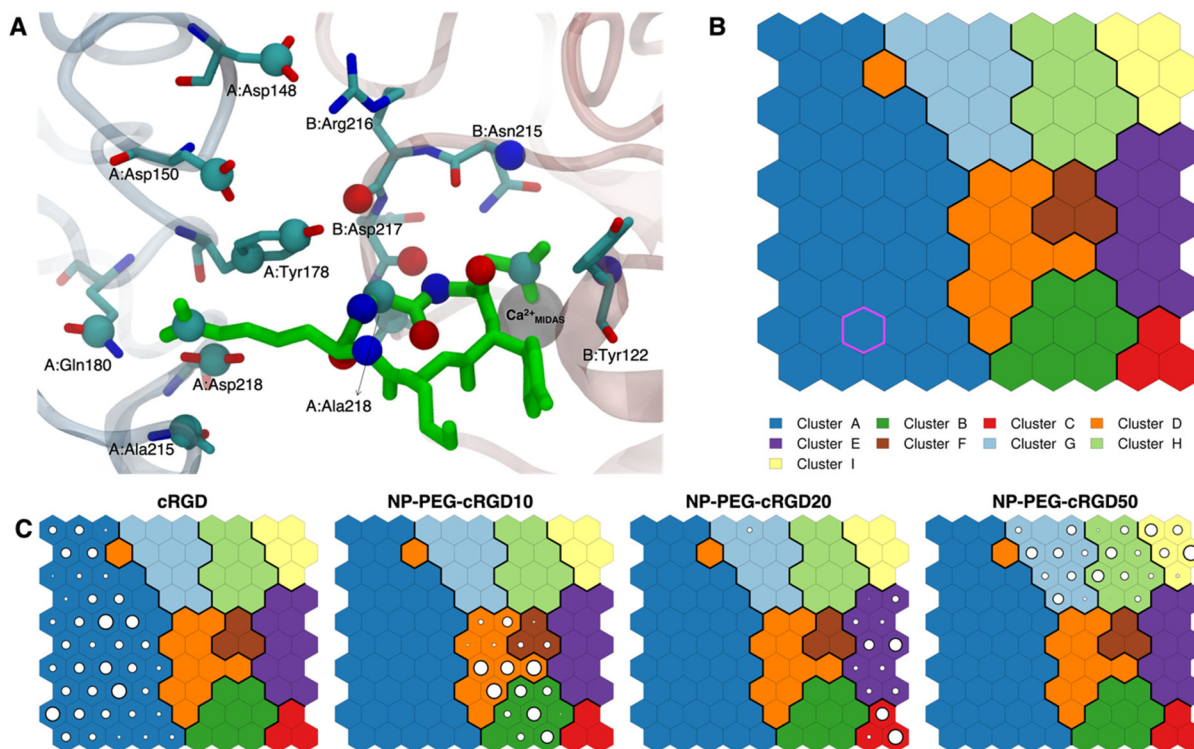 A
A:Asp148
B:Arg216
B:Asn215
A:Asp150
B:Asp217
A:Tyr178
Ca2+MIDAS
A:Gln180
A:Asp218
B:Tyr122
A:Ala218
A:Ala215
B
Cluster A Cluster B Cluster C Cluster D
Cluster E Cluster F Cluster G Cluster H
Cluster I
C
cRGD NP-PEG-cRGD10 NP-PEG-cRGD20 NP-PEG-cRGD50